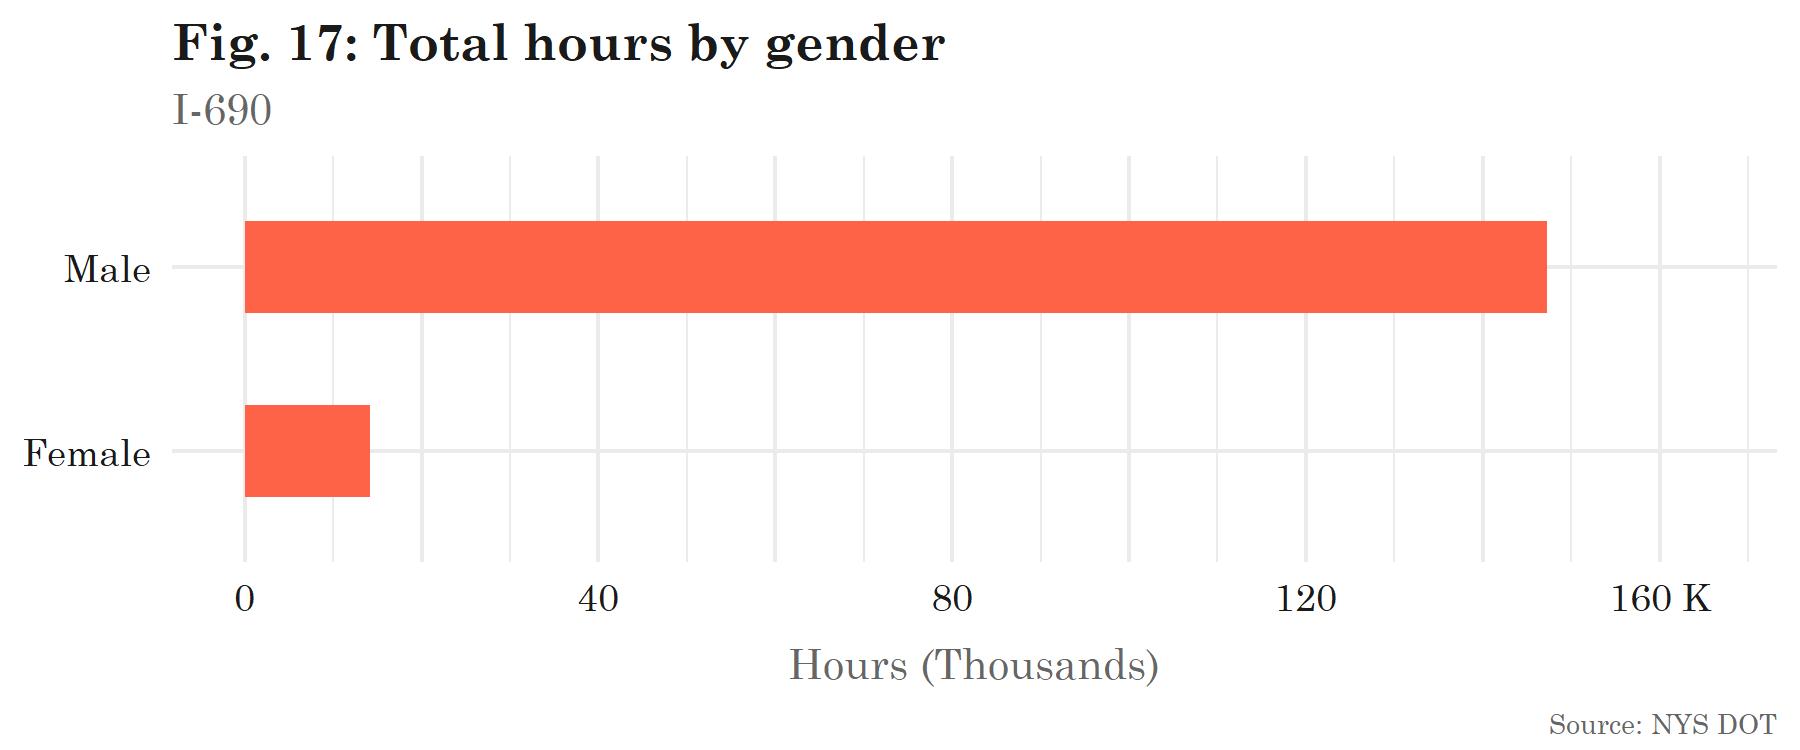 Fig. 17: Total hours by gender
I-690
Male
Female
0 40 80 120 160 K
Hours (Thousands)
Source: NYS DOT